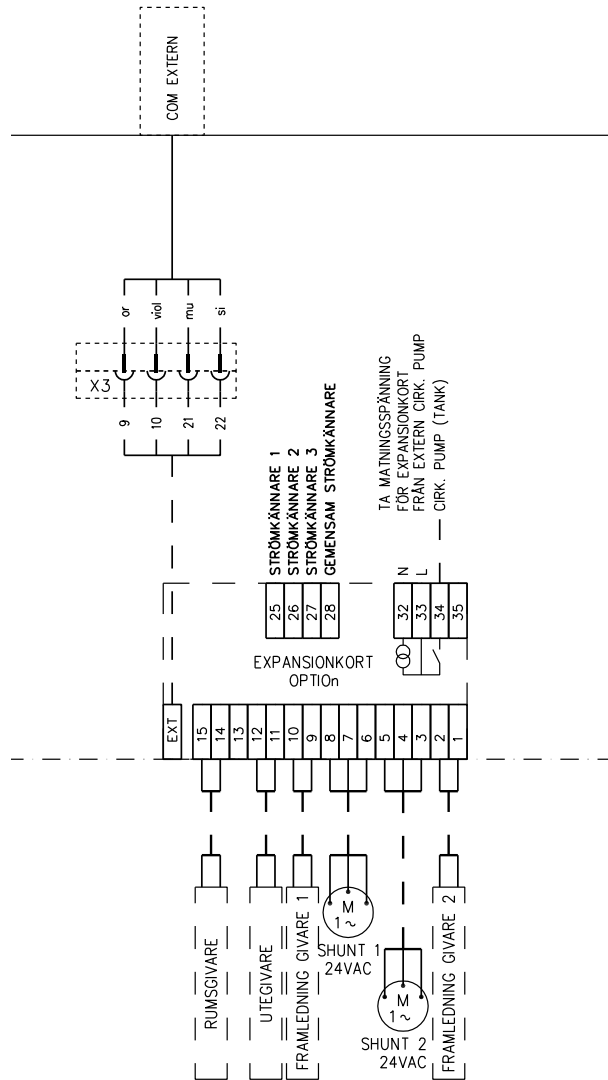 COM EXTERN
or
viol
mu
si
X3
9
10
21
22
STRÖMKÄNNARE 1
STRÖMKÄNNARE 2
STRÖMKÄNNARE 3
GEMENSAM STRÖMKÄNNARE
TA MATNINGSSPÄNNING
FÖR EXPANSIONKORT
FRÅN EXTERN CIRK. PUMP
CIRK. PUMP (TANK)
N
L
25
26
27
28
32
33
34
35
EXPANSIONKORT
OPTIOn
EXT
15
14
13
12
11
10
9
8
7
6
5
4
3
2
1
RUMSGIVARE
UTEGIVARE
FRAMLEDNING GIVARE 1
M
1~
SHUNT 1
24VAC
M
1~
SHUNT 2
24VAC
FRAMLEDNING GIVARE 2